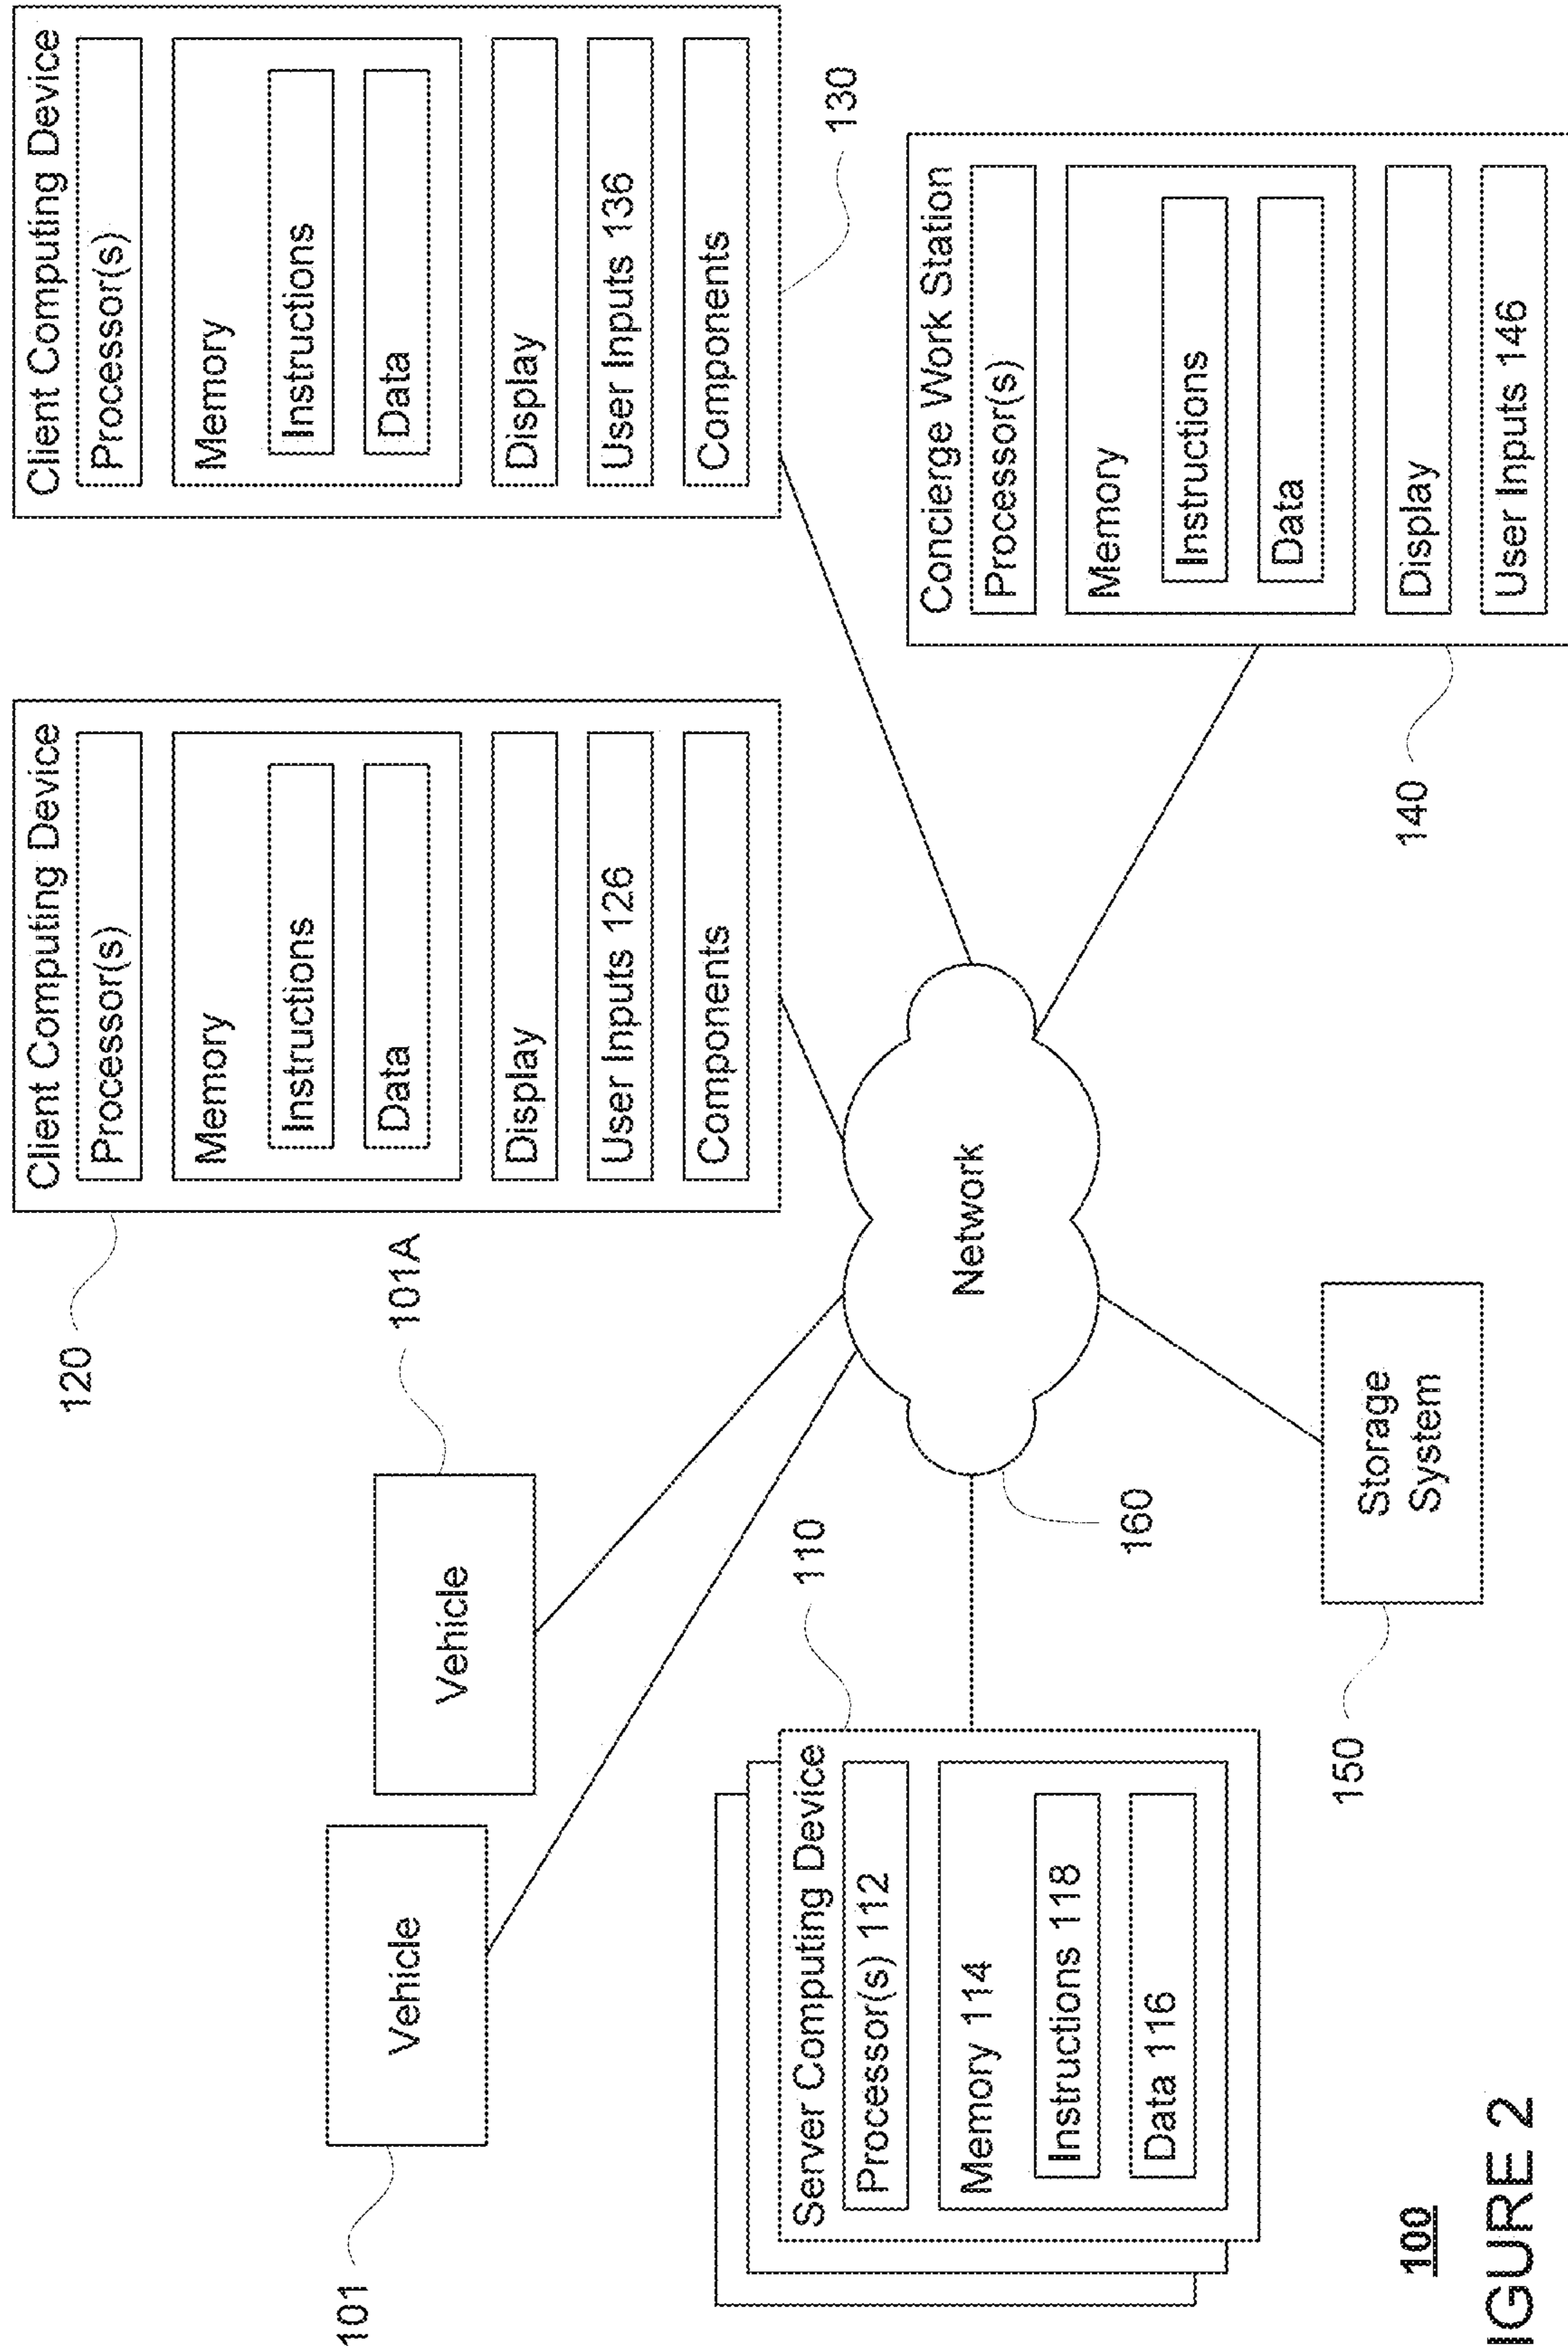 Client Computing Device
Processor(s)
Memory
Instructions
Data
Display
User Inputs 126
Components
120
Client Computing Device
Processor(s)
Memory
Instructions
Data
Display
User Inputs 136
Components
130
Vehicle
101
Vehicle
101A
Server Computing Device
Processor(s) 112
Memory 114
Instructions 118
Data 116
110
Network
160
Concierge Work Station
Processor(s)
Memory
Instructions
Data
Display
User Inputs 146
140
Storage
System
150
100
IGURE 2